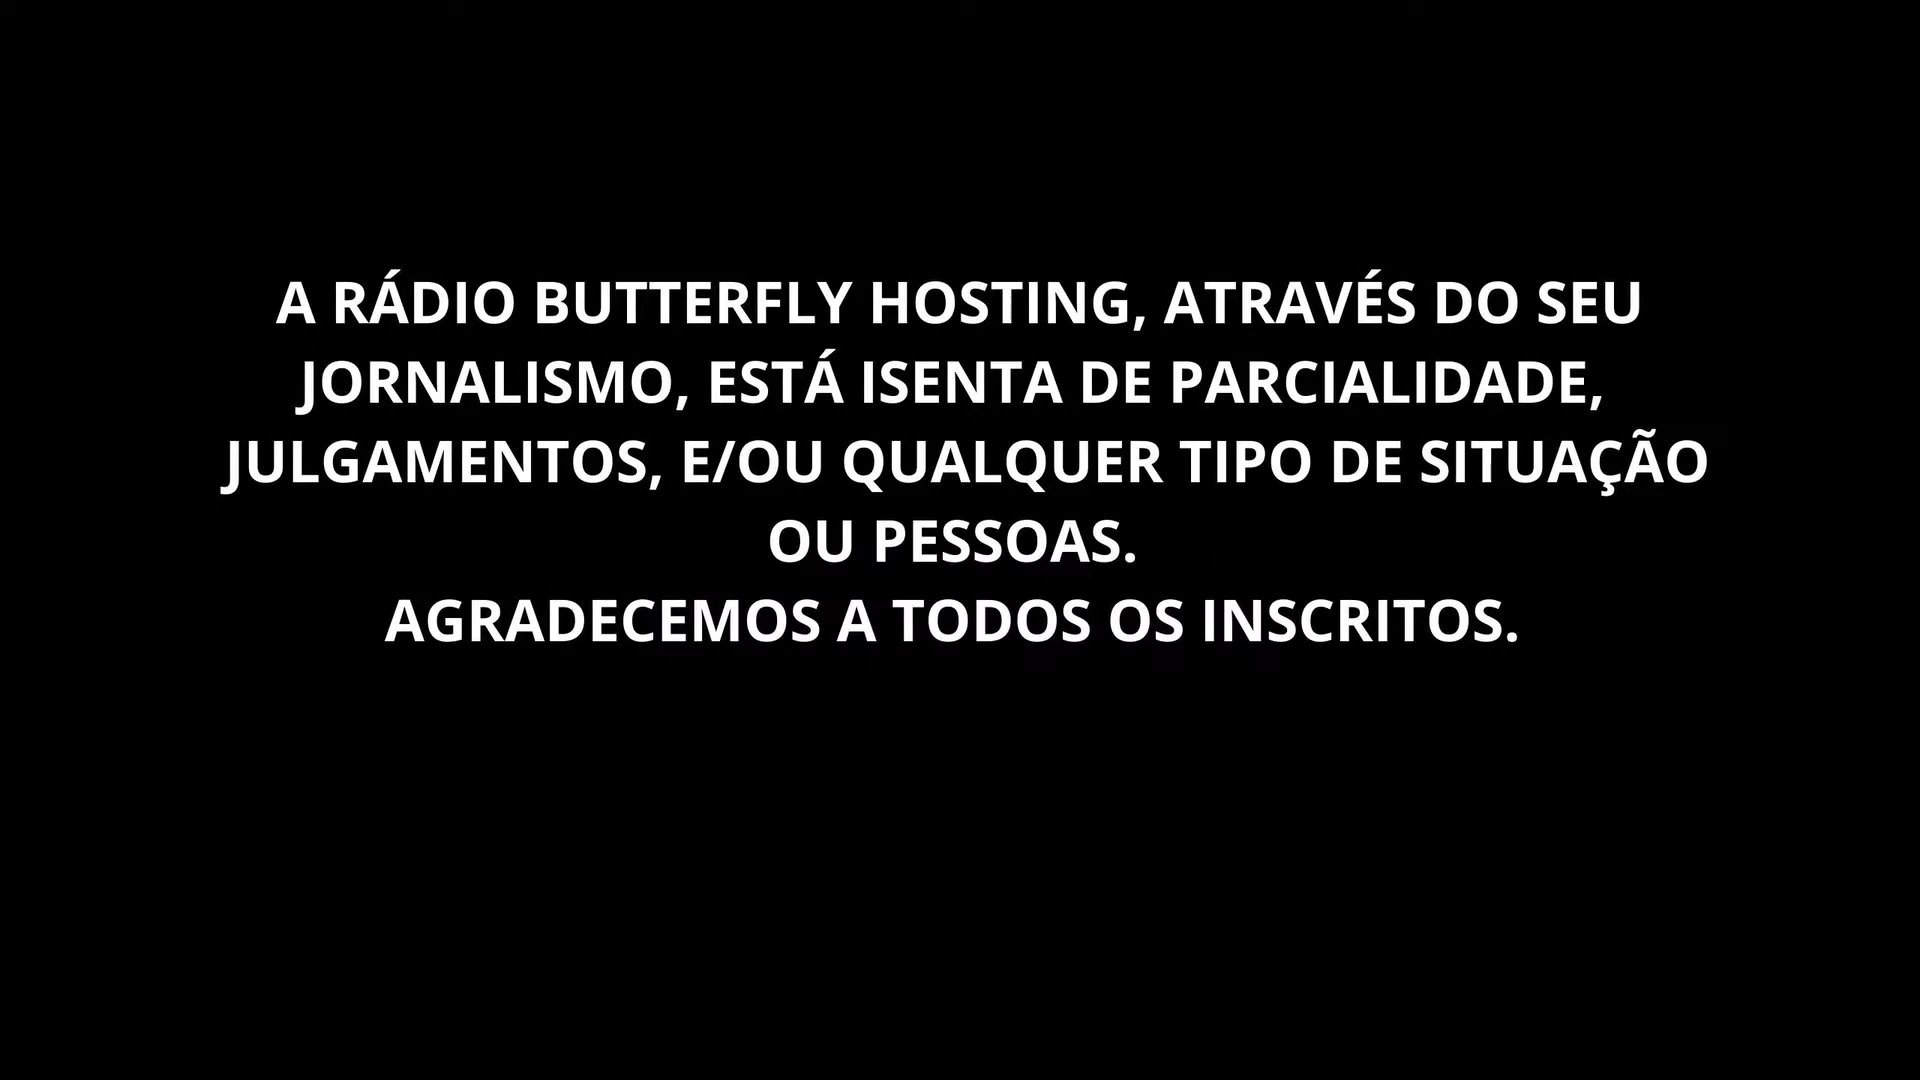 A RÁDIO BUTTERFLY HOSTING, ATRAVÉS DO SEU
JORNALISMO, ESTÁ ISENTA DE PARCIALIDADE,
JULGAMENTOS, E/OU QUALQUER TIPO DE SITUAÇÃO
OU PESSOAS.
AGRADECEMOS A TODOS OS INSCRITOS.